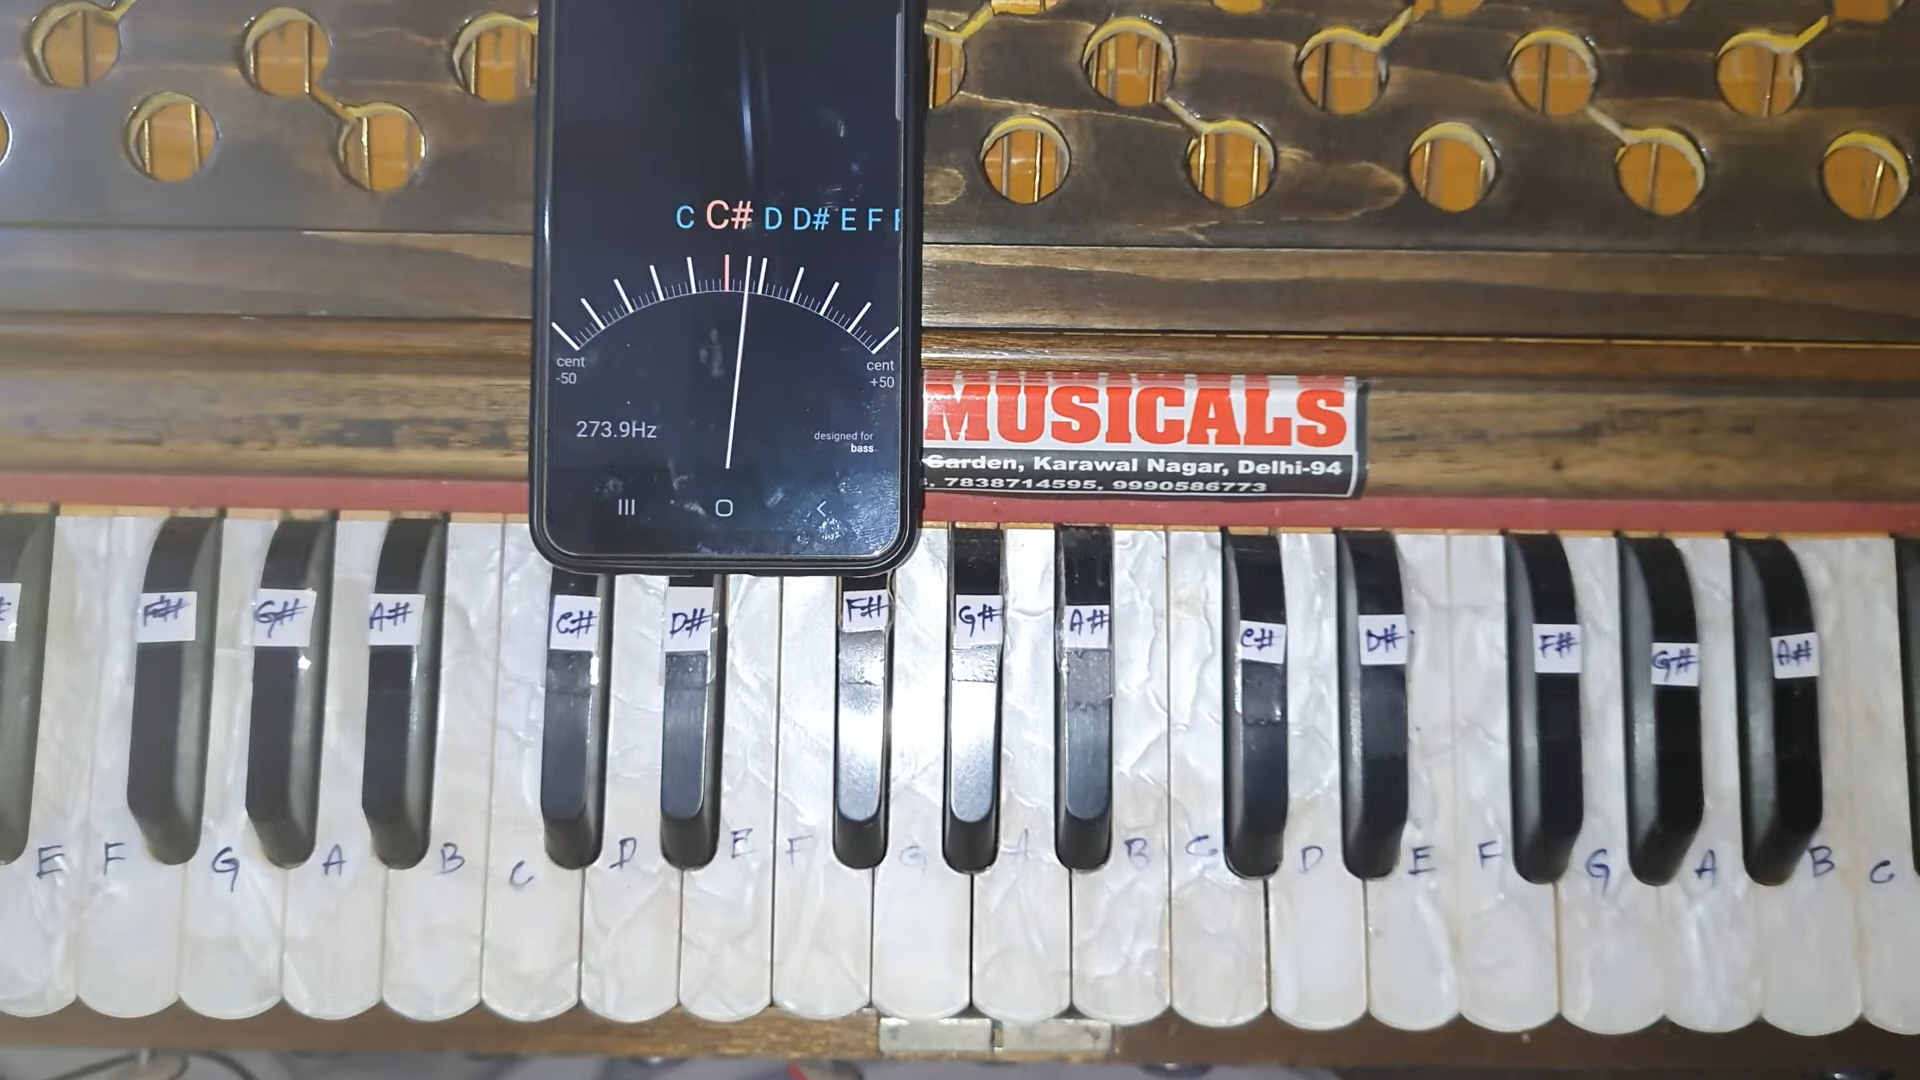 C C# D D# E F
cent
-50
cent
+50
273.9Hz
designed for
bass
MUSICALS
Garden, Karawal Nagar, Delhi-94
7838714595, 9990586773
F# G# A# C# D# F# G# A# C# D# F# G# A#
E F G A B C D E F G A B C D E F G A B C